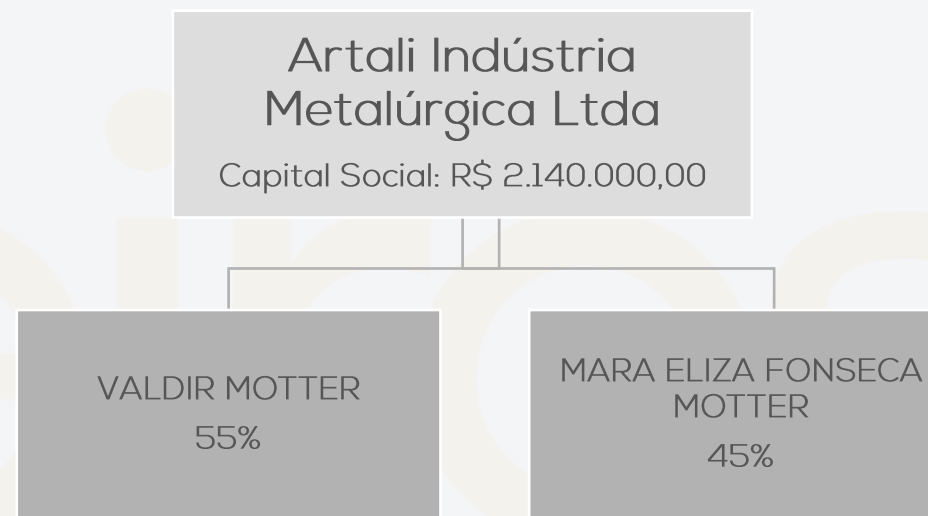 Artali Indústria
Metalúrgica Ltda
Capital Social: R$ 2.140.000,00
VALDIR MOTTER
55%
MARA ELIZA FONSECA
MOTTER
45%